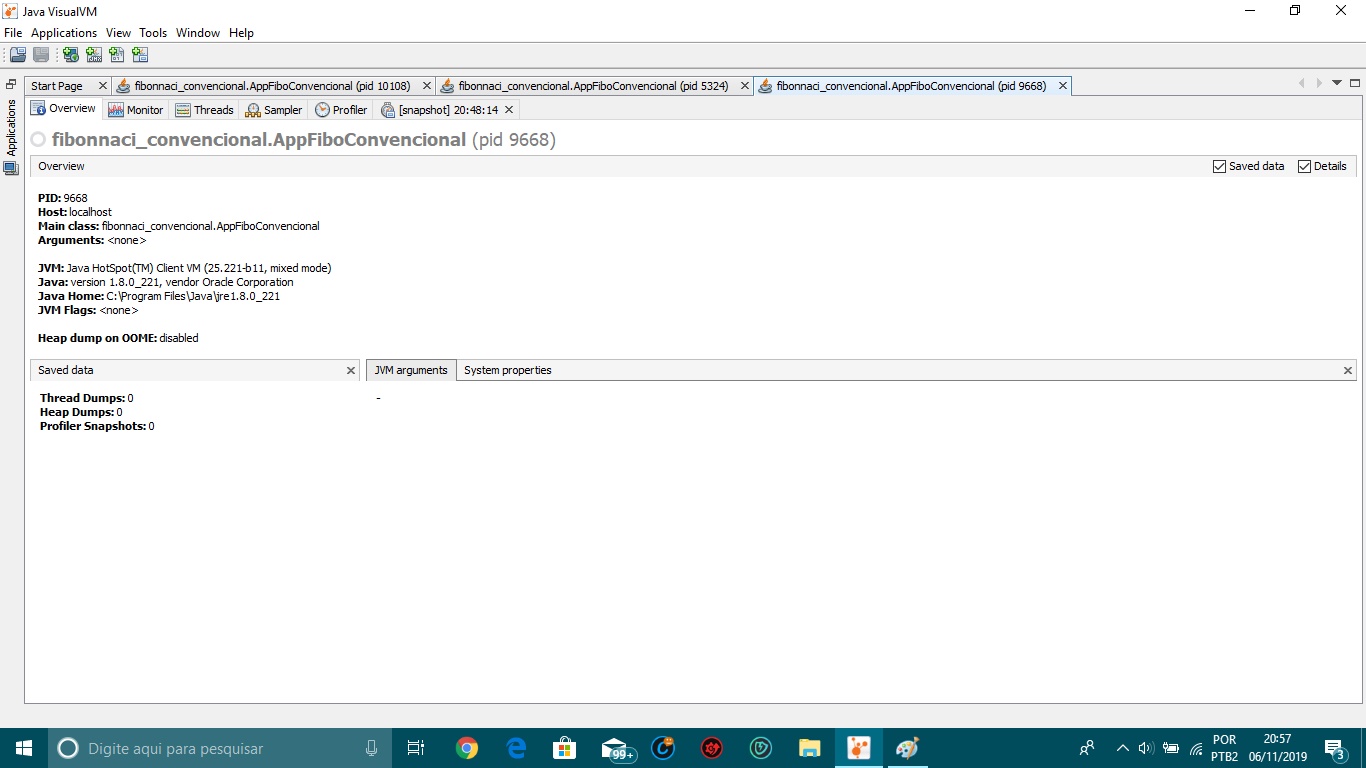 Java VisualVM
File Applications View Tools Window Help
Start Page fibonnaci_convencional.AppFiboConvencional (pid 10108) fibonnaci_convencional.AppFiboConvencional (pid 5324) fibonnaci_convencional.AppFiboConvencional (pid 9668)
Applications
Overview Monitor Threads Sampler Profiler [snapshot] 20:48:14
fibonnaci_convencional.AppFiboConvencional (pid 9668)
Overview Saved data Details
PID: 9668
Host: localhost
Main class: fibonnaci_convencional.AppFiboConvencional
Arguments: <none>
JVM: Java HotSpot(TM) Client VM (25.221-b11, mixed mode)
Java: version 1.8.0_221, vendor Oracle Corporation
Java Home: C:\Program Files\Java\jre1.8.0_221
JVM Flags: <none>
Heap dump on OOME: disabled
Saved data JVM arguments System properties
Thread Dumps: 0 -
Heap Dumps: 0
Profiler Snapshots: 0
Digite aqui para pesquisar 99+ POR 20:57
PTB2 06/11/2019 3